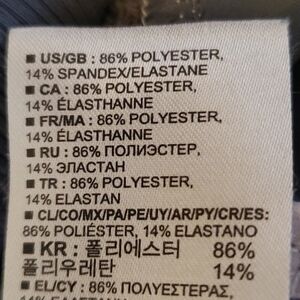 ■ US/GB : 86% POLYESTER,
14% SPANDEX/ELASTANE
■ CA : 86% POLYESTER,
14% ÉLASTHANNE
■ FR/MA : 86% POLYESTER,
14% ÉLASTHANNE
■ RU : 86% ПОЛИЭСТЕР,
14% ЭЛАСТАН
■ TR : 86% POLYESTER,
14% ELASTAN
■ CL/CO/MX/PA/PE/UY/AR/PY/CR/ES:
86% POLIÉSTER, 14% ELASTANO
■ KR : 폴리에스터 86%
폴리우레탄 14%
■ EL/CY : 86% ΠΟΛΥΕΣΤΕΡΑΣ,